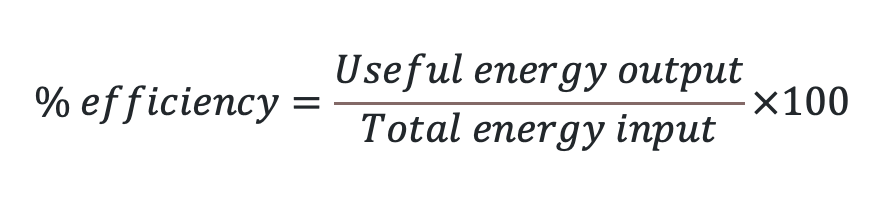 % efficiency = Useful energy output / Total energy input ×100